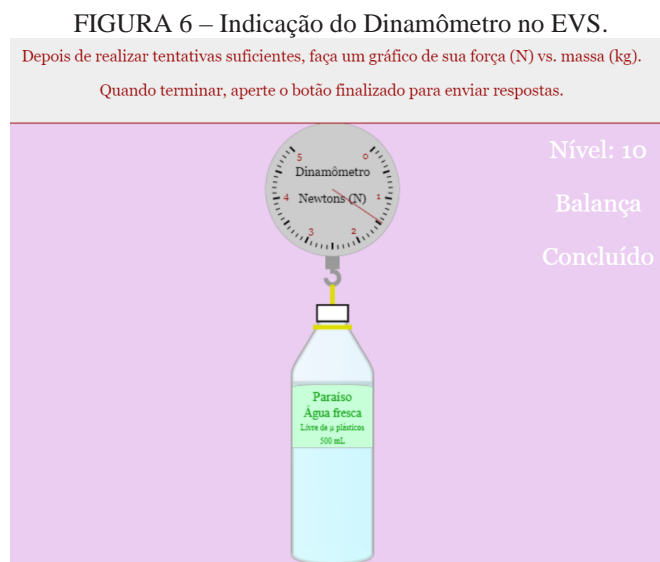 FIGURA 6 – Indicação do Dinamômetro no EVS.
Depois de realizar tentativas suficientes, faça um gráfico de sua força (N) vs. massa (kg).
Quando terminar, aperte o botão finalizado para enviar respostas.
Nível: 10
Balança
Concluído
5 0
Dinamômetro
4 Newtons (N) 1
3 2
Paraíso
Água fresca
Livre de μ plásticos
500 mL